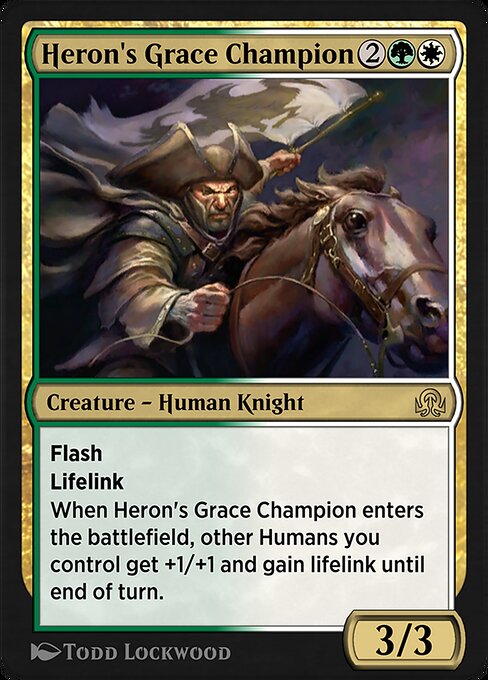 Heron's Grace Champion 2
Creature – Human Knight
Flash
Lifelink
When Heron's Grace Champion enters
the battlefield, other Humans you
control get +1/+1 and gain lifelink until
end of turn.
3/3
Todd Lockwood